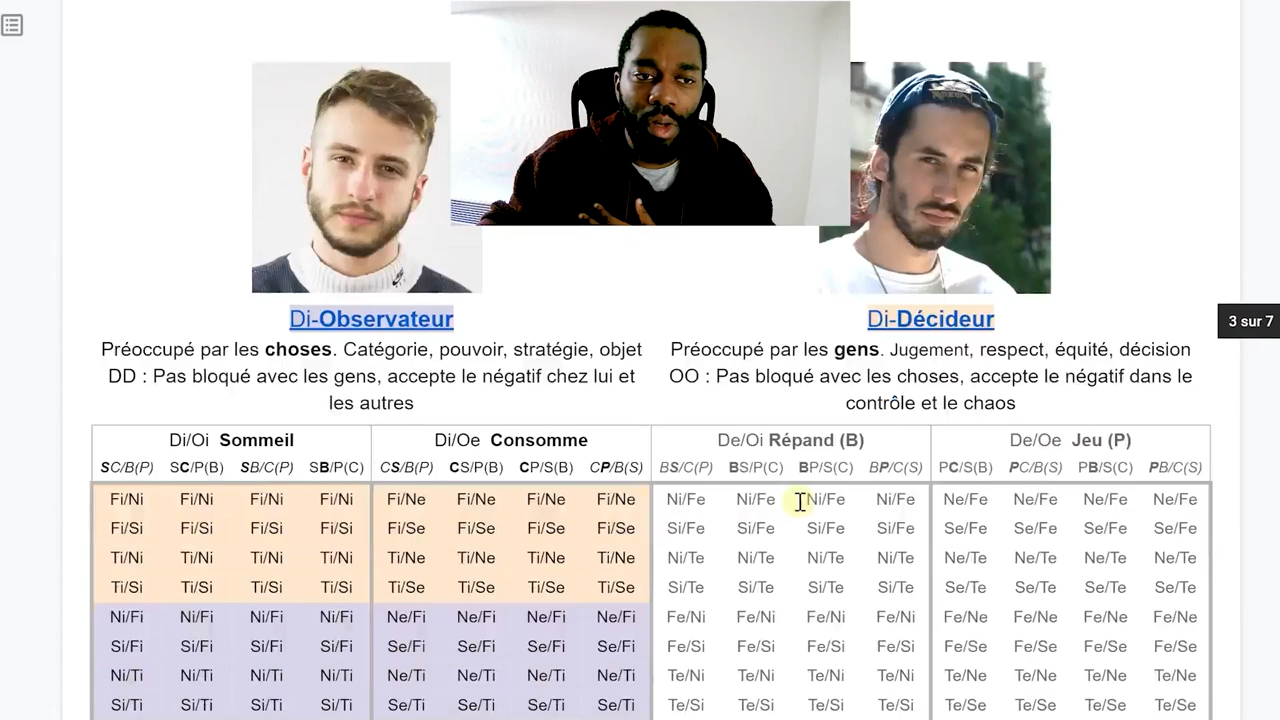 Di-Observateur
Di-Décideur
3 sur 7
Préoccupé par les choses. Catégorie, pouvoir, stratégie, objet
DD : Pas bloqué avec les gens, accepte le négatif chez lui et
les autres
Préoccupé par les gens. Jugement, respect, équité, décision
OO : Pas bloqué avec les choses, accepte le négatif dans le
contrôle et le chaos
Di/Oi Sommeil Di/Oe Consomme De/Oi Répand (B) De/Oe Jeu (P)
SC/B(P) SC/P(B) SB/C(P) SB/P(C) CS/B(P) CS/P(B) CP/S(B) CP/B(S) BS/C(P) BS/P(C) BP/S(C) BP/C(S) PC/S(B) PC/B(S) PB/S(C) PB/C(S)
Fi/Ni Fi/Ni Fi/Ni Fi/Ni Fi/Ne Fi/Ne Fi/Ne Fi/Ne Ni/Fe Ni/Fe Ni/Fe Ni/Fe Ne/Fe Ne/Fe Ne/Fe Ne/Fe
Fi/Si Fi/Si Fi/Si Fi/Si Fi/Se Fi/Se Fi/Se Fi/Se Si/Fe Si/Fe Si/Fe Si/Fe Se/Fe Se/Fe Se/Fe Se/Fe
Ti/Ni Ti/Ni Ti/Ni Ti/Ni Ti/Ne Ti/Ne Ti/Ne Ti/Ne Ni/Te Ni/Te Ni/Te Ni/Te Ne/Te Ne/Te Ne/Te Ne/Te
Ti/Si Ti/Si Ti/Si Ti/Si Ti/Se Ti/Se Ti/Se Ti/Se Si/Te Si/Te Si/Te Si/Te Se/Te Se/Te Se/Te Se/Te
Ni/Fi Ni/Fi Ni/Fi Ni/Fi Ne/Fi Ne/Fi Ne/Fi Ne/Fi Fe/Ni Fe/Ni Fe/Ni Fe/Ni Fe/Ne Fe/Ne Fe/Ne Fe/Ne
Si/Fi Si/Fi Si/Fi Si/Fi Se/Fi Se/Fi Se/Fi Se/Fi Fe/Si Fe/Si Fe/Si Fe/Si Fe/Se Fe/Se Fe/Se Fe/Se
Ni/Ti Ni/Ti Ni/Ti Ni/Ti Ne/Ti Ne/Ti Ne/Ti Ne/Ti Te/Ni Te/Ni Te/Ni Te/Ni Te/Ne Te/Ne Te/Ne Te/Ne
Si/Ti Si/Ti Si/Ti Si/Ti Se/Ti Se/Ti Se/Ti Se/Ti Te/Si Te/Si Te/Si Te/Si Te/Se Te/Se Te/Se Te/Se